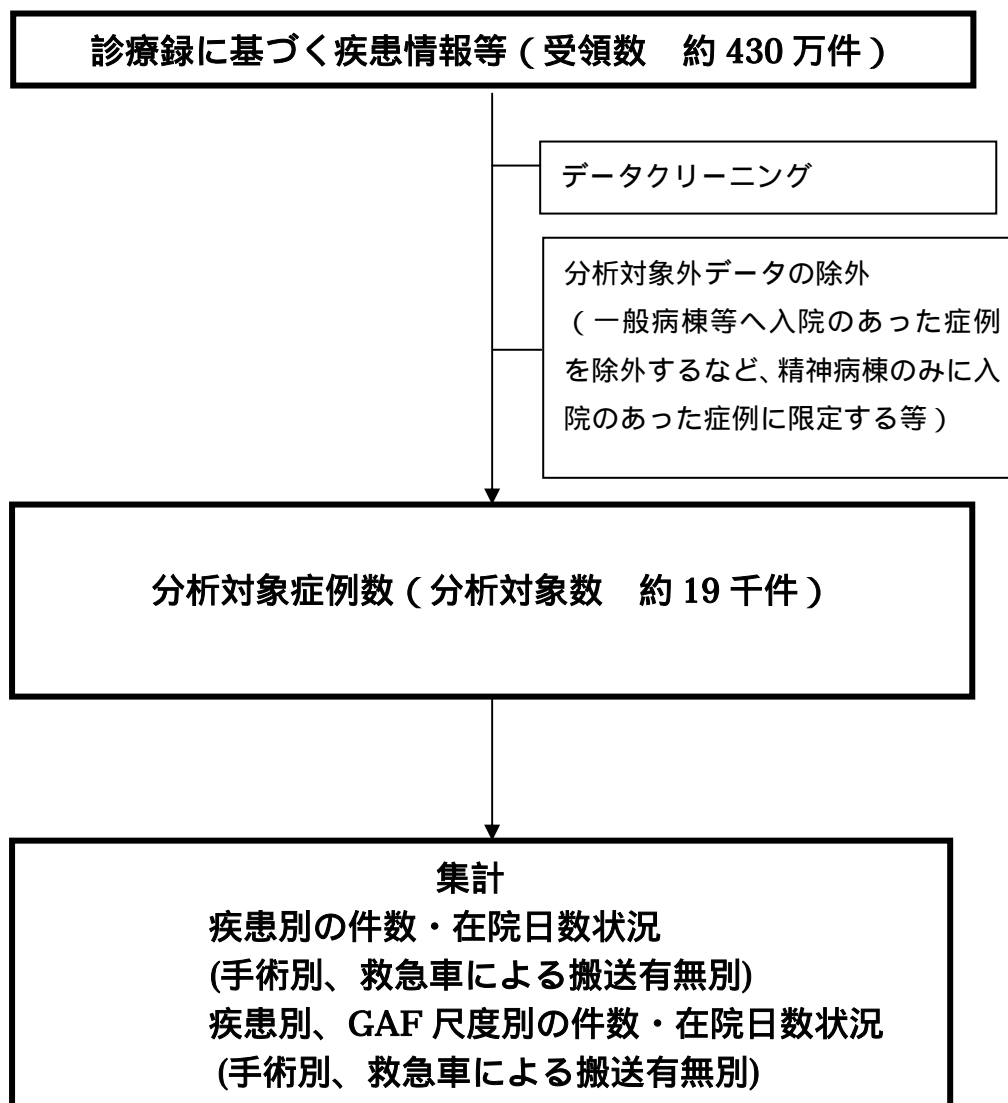 診療録に基づく疾患情報等（受領数　約 430 万件）
データクリーニング
分析対象外データの除外
（一般病棟等へ入院のあった症例
を除外するなど、精神病棟のみに入
院のあった症例に限定する等）
分析対象症例数（分析対象数　約 19 千件）
集計
疾患別の件数・在院日数状況
(手術別、救急車による搬送有無別)
疾患別、GAF 尺度別の件数・在院日数状況
(手術別、救急車による搬送有無別)